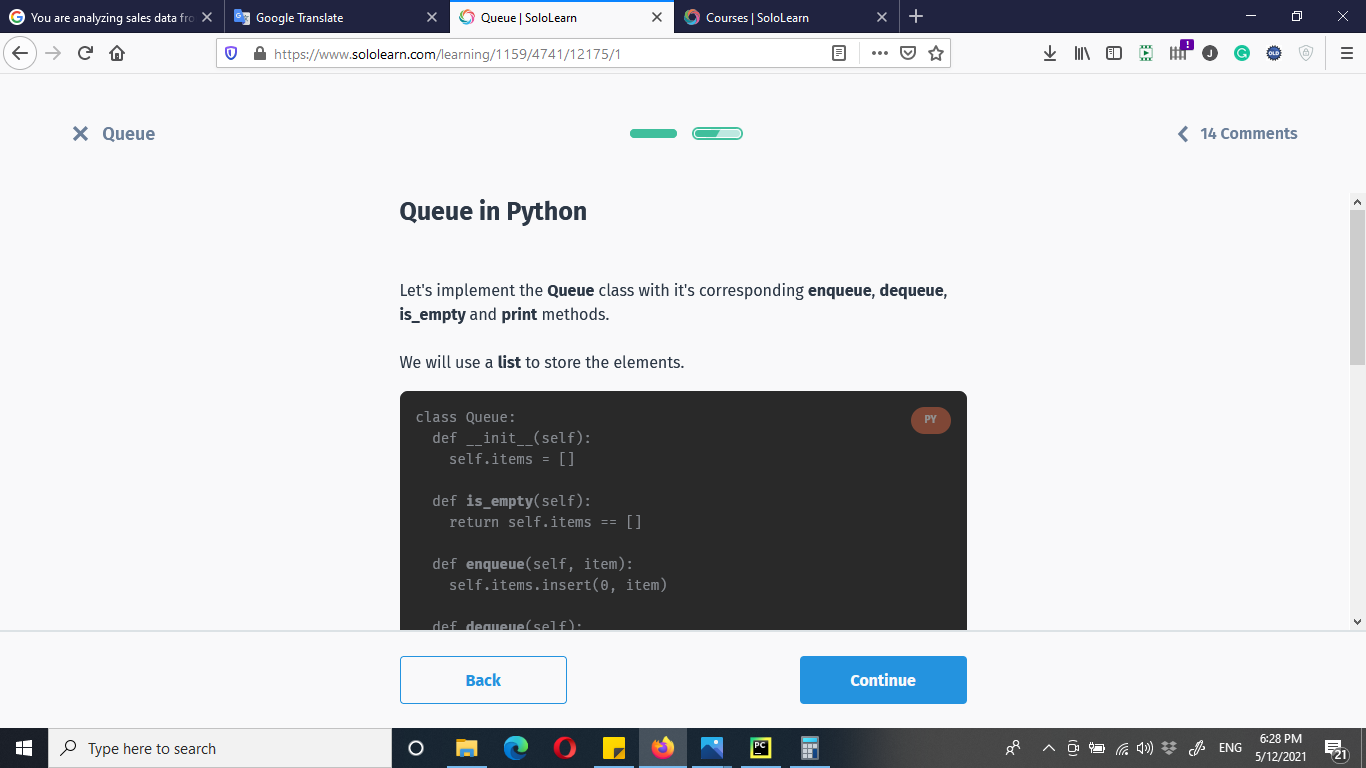 You are analyzing sales data fro
Google Translate
Queue | SoloLearn
Courses | SoloLearn
https://www.sololearn.com/learning/1159/4741/12175/1
Queue
14 Comments
Queue in Python
Let's implement the Queue class with it's corresponding enqueue, dequeue,
is_empty and print methods.
We will use a list to store the elements.
PY
class Queue:
  def __init__(self):
    self.items = []
  def is_empty(self):
    return self.items == []
  def enqueue(self, item):
    self.items.insert(0, item)
  def dequeue(self):
Back
Continue
Type here to search
PC
ENG
6:28 PM
5/12/2021
21